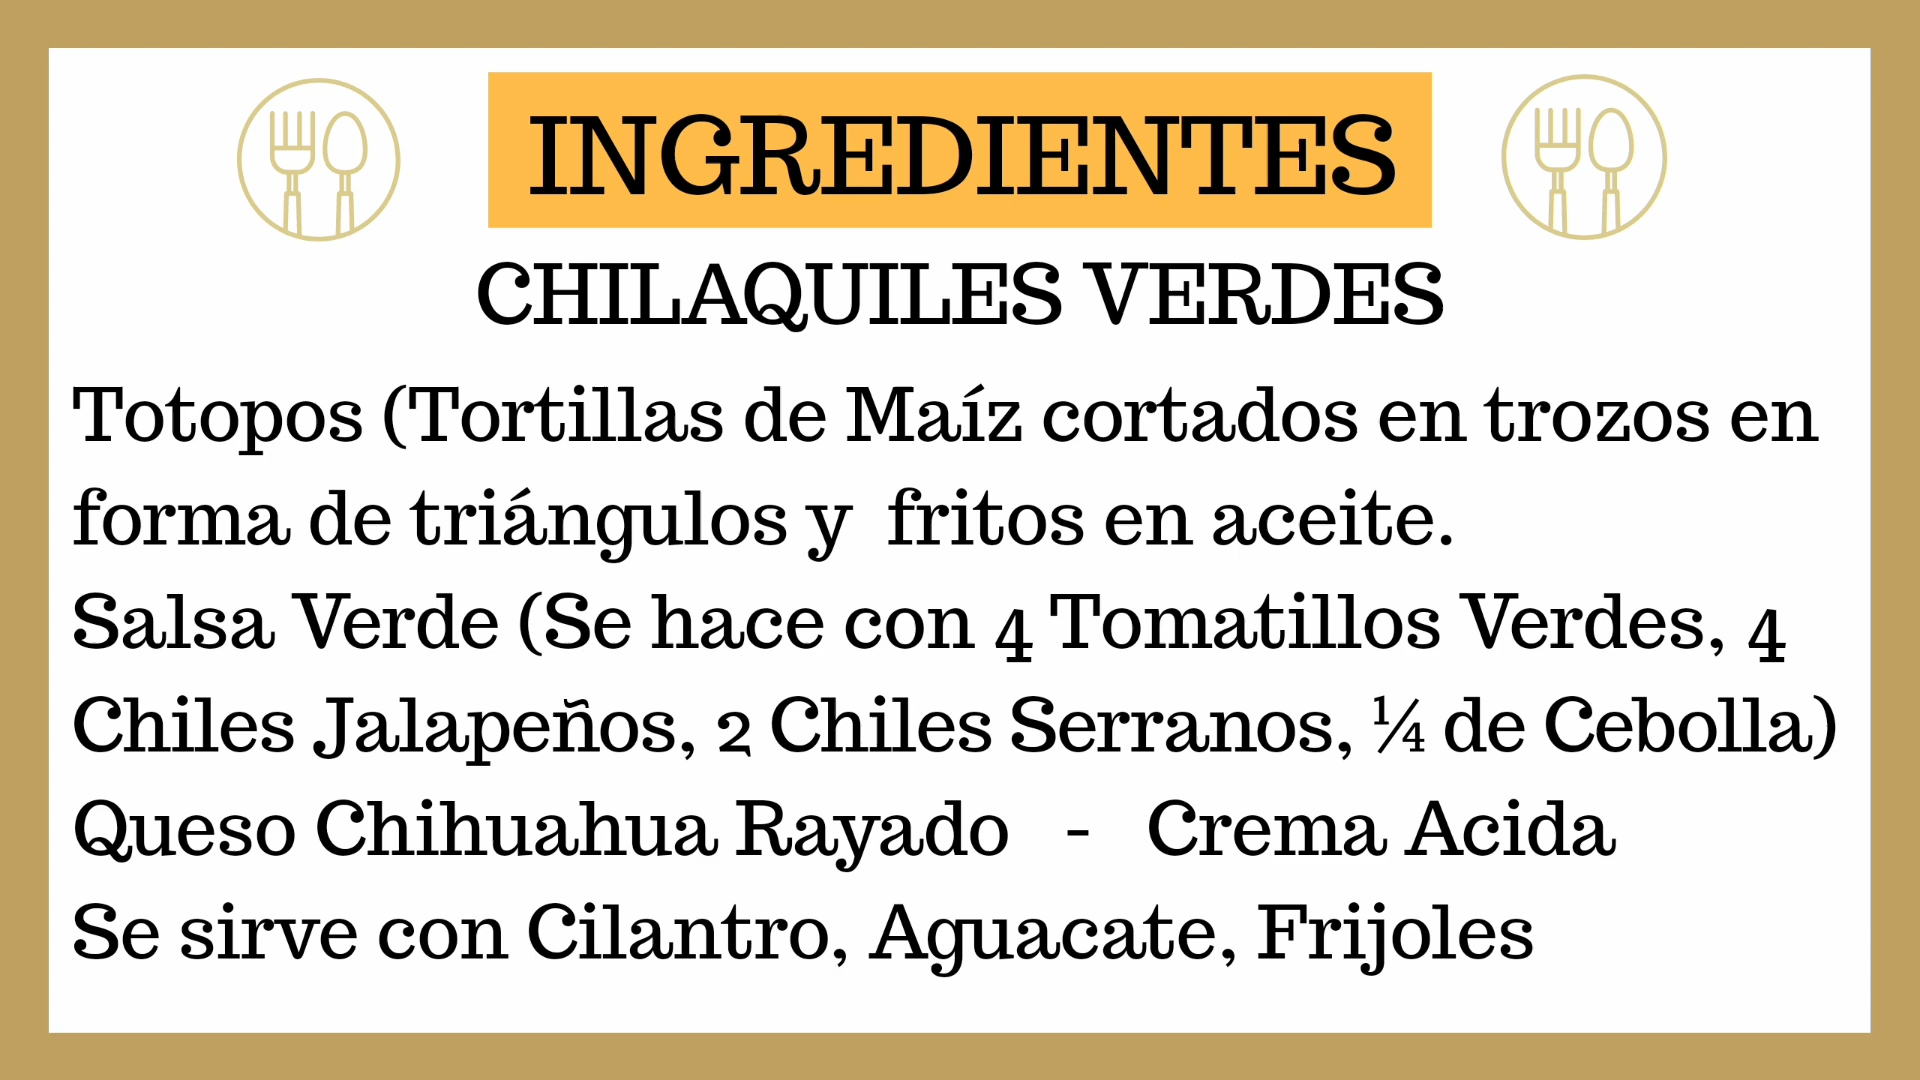 INGREDIENTES
CHILAQUILES VERDES
Totopos (Tortillas de Maíz cortados en trozos en
forma de triángulos y  fritos en aceite.
Salsa Verde (Se hace con 4 Tomatillos Verdes, 4
Chiles Jalapeños, 2 Chiles Serranos, ¼ de Cebolla)
Queso Chihuahua Rayado   -   Crema Acida
Se sirve con Cilantro, Aguacate, Frijoles